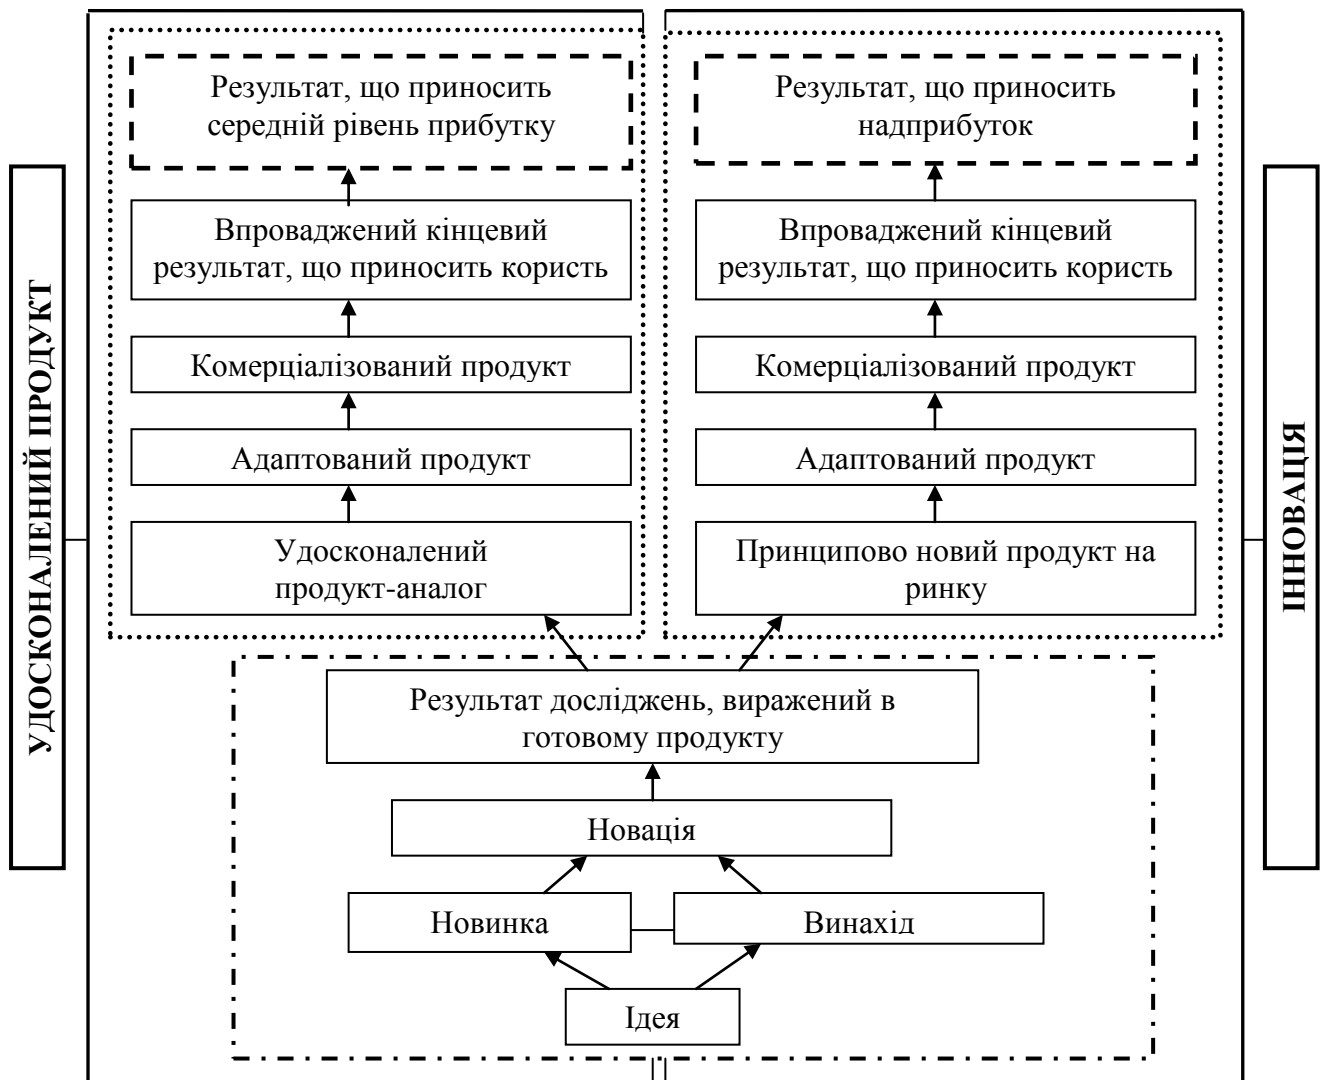 Результат, що приносить
середній рівень прибутку
Результат, що приносить
надприбуток
Впроваджений кінцевий
результат, що приносить користь
Впроваджений кінцевий
результат, що приносить користь
Комерціалізований продукт
Комерціалізований продукт
Адаптований продукт
Адаптований продукт
Удосконалений
продукт-аналог
Принципово новий продукт на
ринку
УДОСКОНАЛЕНИЙ ПРОДУКТ
ІННОВАЦІЯ
Результат досліджень, виражений в
готовому продукту
Новація
Новинка
Винахід
Ідея